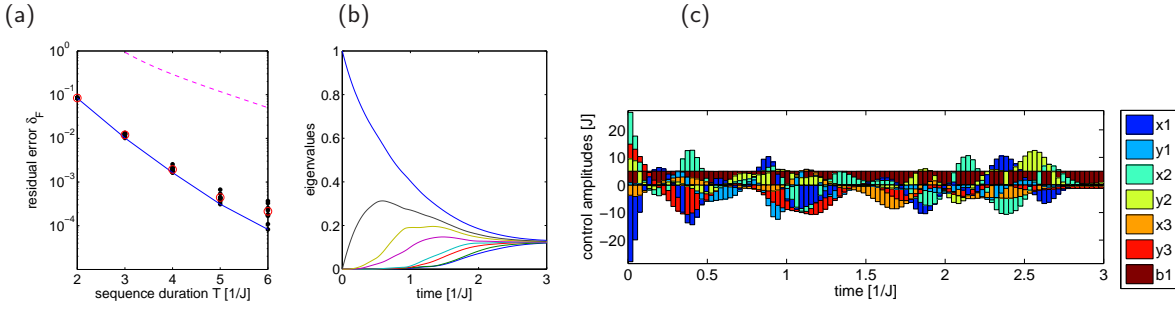 (a)
(b)
(c)
10^0
10^-1
10^-2
10^-3
10^-4
residual error δ_F
2 3 4 5 6
sequence duration T [1/J]
1
0.8
0.6
0.4
0.2
0
eigenvalues
0 1 2 3
time [1/J]
20
10
0
−10
−20
control amplitudes [J]
0 0.5 1 1.5 2 2.5 3
time [1/J]
x1
y1
x2
y2
x3
y3
b1